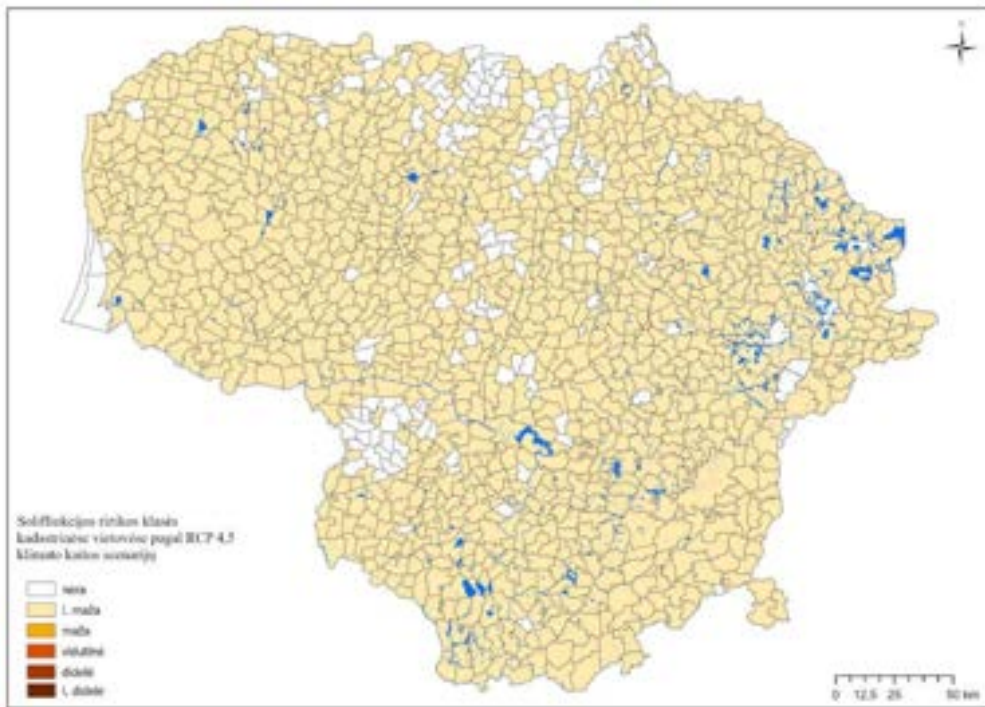 Soliffiukcijos rizikos klasės
kadastrinėse vietovėse pagal RCP 4,5
klimato kaitos scenarijų
nėra
l. maža
maža
vidutinė
didelė
l. didelė
0 12,5 25 50 km